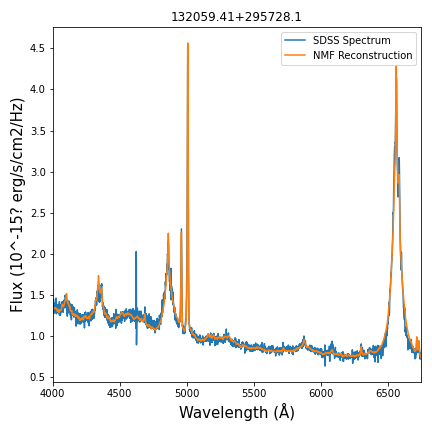 132059.41+295728.1
SDSS Spectrum
NMF Reconstruction
4.5
4.0
3.5
3.0
2.5
2.0
1.5
1.0
0.5
Flux (10^-15? erg/s/cm2/Hz)
4000 4500 5000 5500 6000 6500
Wavelength (Å)